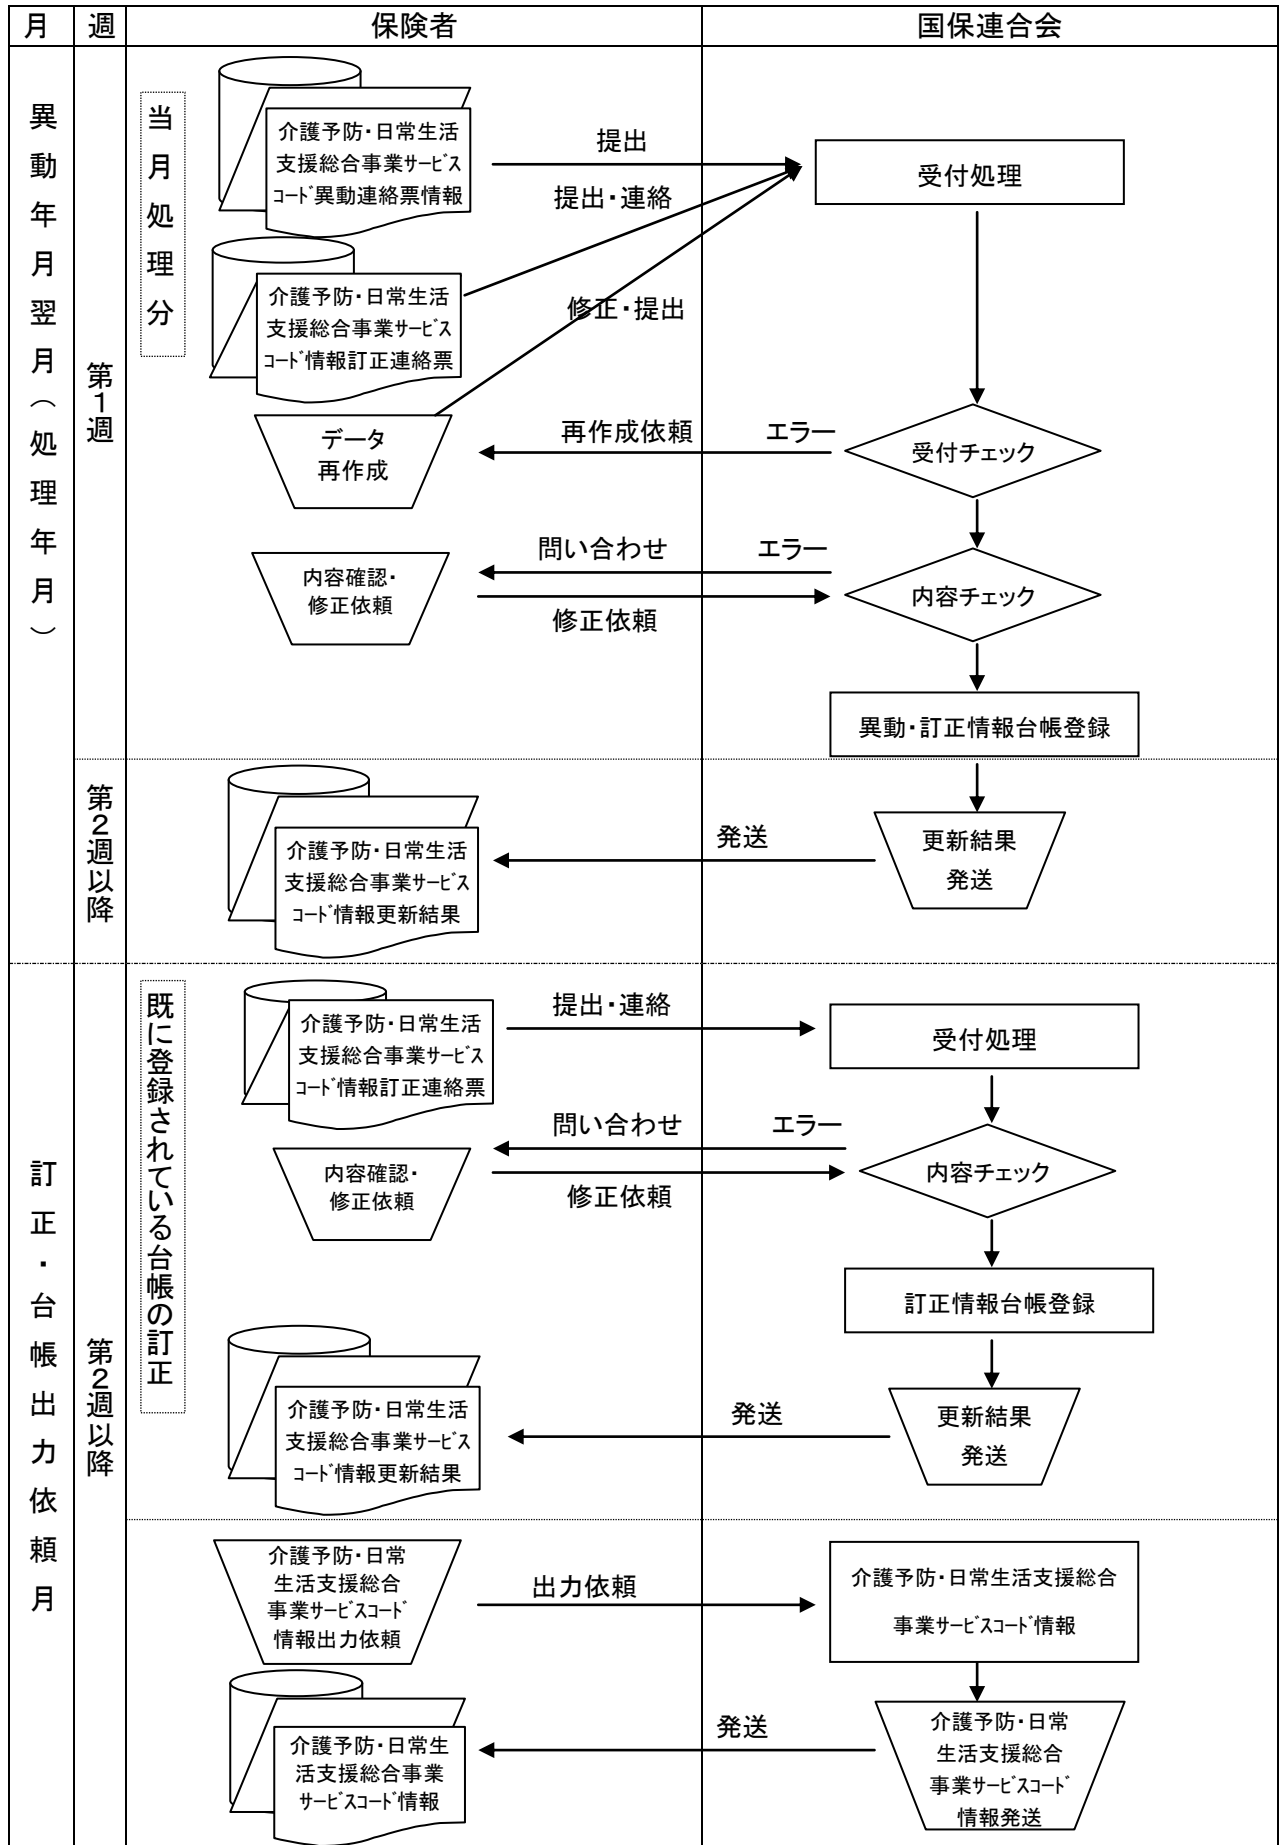 月
週
保険者
国保連合会
異動年月翌月（処理年月）
第1週
当月処理分
介護予防・日常生活
支援総合事業ｻｰﾋﾞｽ
ｺｰﾄﾞ異動連絡票情報
提出
受付処理
提出・連絡
介護予防・日常生活
支援総合事業ｻｰﾋﾞｽ
ｺｰﾄﾞ情報訂正連絡票
修正・提出
データ
再作成
再作成依頼
エラー
受付チェック
内容確認・
修正依頼
問い合わせ
エラー
修正依頼
内容チェック
異動・訂正情報台帳登録
第2週以降
介護予防・日常生活
支援総合事業ｻｰﾋﾞｽ
ｺｰﾄﾞ情報更新結果
発送
更新結果
発送
訂正・台帳出力依頼月
第2週以降
既に登録されている台帳の訂正
介護予防・日常生活
支援総合事業ｻｰﾋﾞｽ
ｺｰﾄﾞ情報訂正連絡票
提出・連絡
受付処理
内容確認・
修正依頼
問い合わせ
エラー
修正依頼
内容チェック
訂正情報台帳登録
介護予防・日常生活
支援総合事業ｻｰﾋﾞｽ
ｺｰﾄﾞ情報更新結果
発送
更新結果
発送
介護予防・日常
生活支援総合
事業ｻｰﾋﾞｽｺｰﾄﾞ
情報出力依頼
出力依頼
介護予防・日常生活支援総合
事業ｻｰﾋﾞｽｺｰﾄﾞ情報
介護予防・日常生
活支援総合事業
ｻｰﾋﾞｽｺｰﾄﾞ情報
発送
介護予防・日常
生活支援総合
事業ｻｰﾋﾞｽｺｰﾄﾞ
情報発送